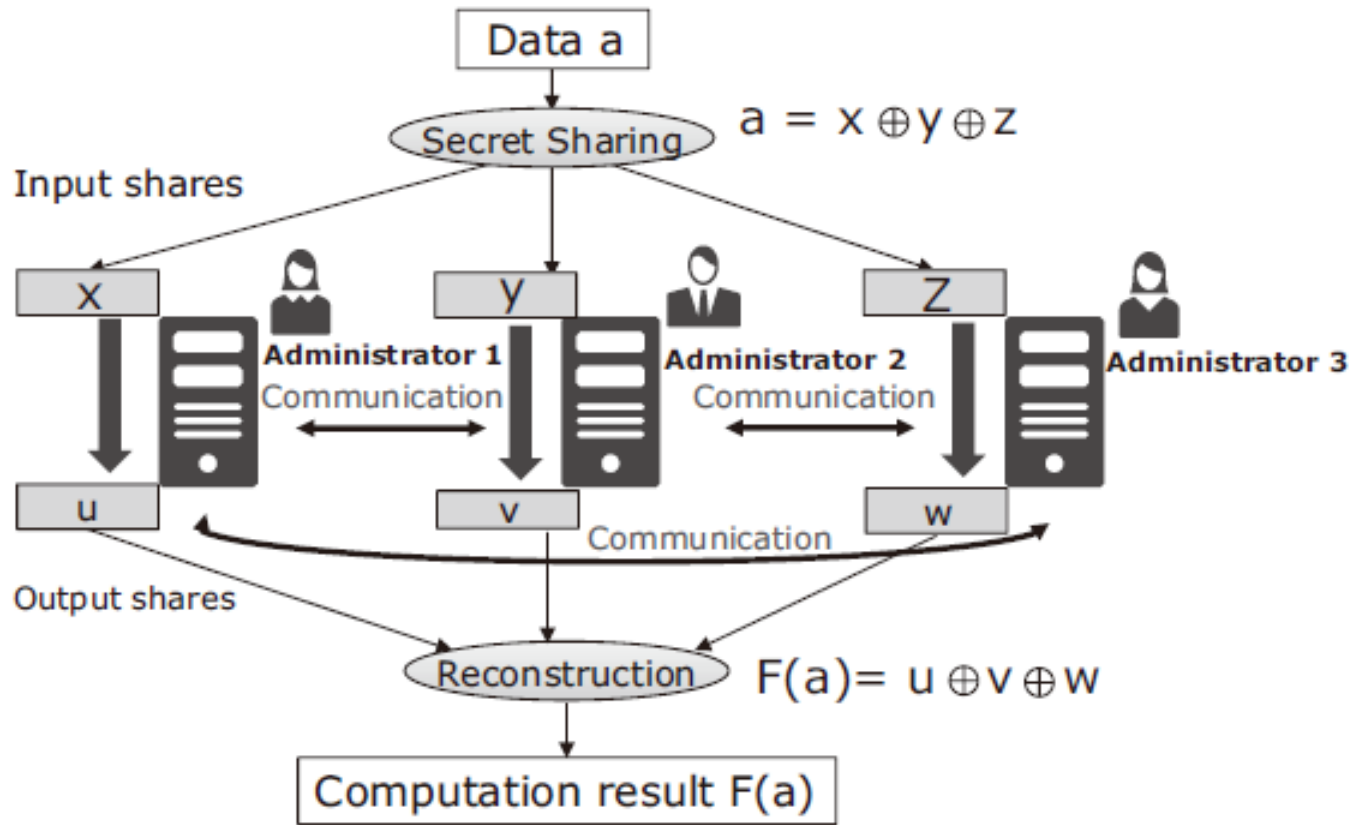 Data a
Secret Sharing
a = x ⊕ y ⊕ z
Input shares
x
y
Z
Administrator 1
Administrator 2
Administrator 3
Communication
Communication
u
v
w
Communication
Output shares
Reconstruction
F(a)= u ⊕ v ⊕ w
Computation result F(a)